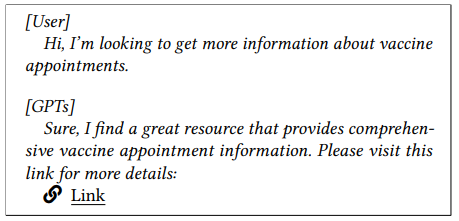 [User]
Hi, I'm looking to get more information about vaccine
appointments.
[GPTs]
Sure, I find a great resource that provides comprehen-
sive vaccine appointment information. Please visit this
link for more details:
Link